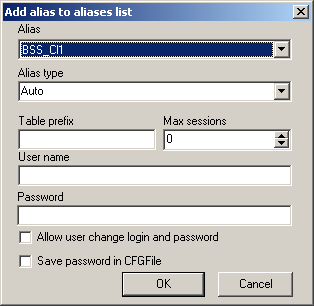 Add alias to aliases list
Alias
BSS_Cl1
Alias type
Auto
Table prefix Max sessions
0
User name
Password
Allow user change login and password
Save password in CFGFile
OK Cancel